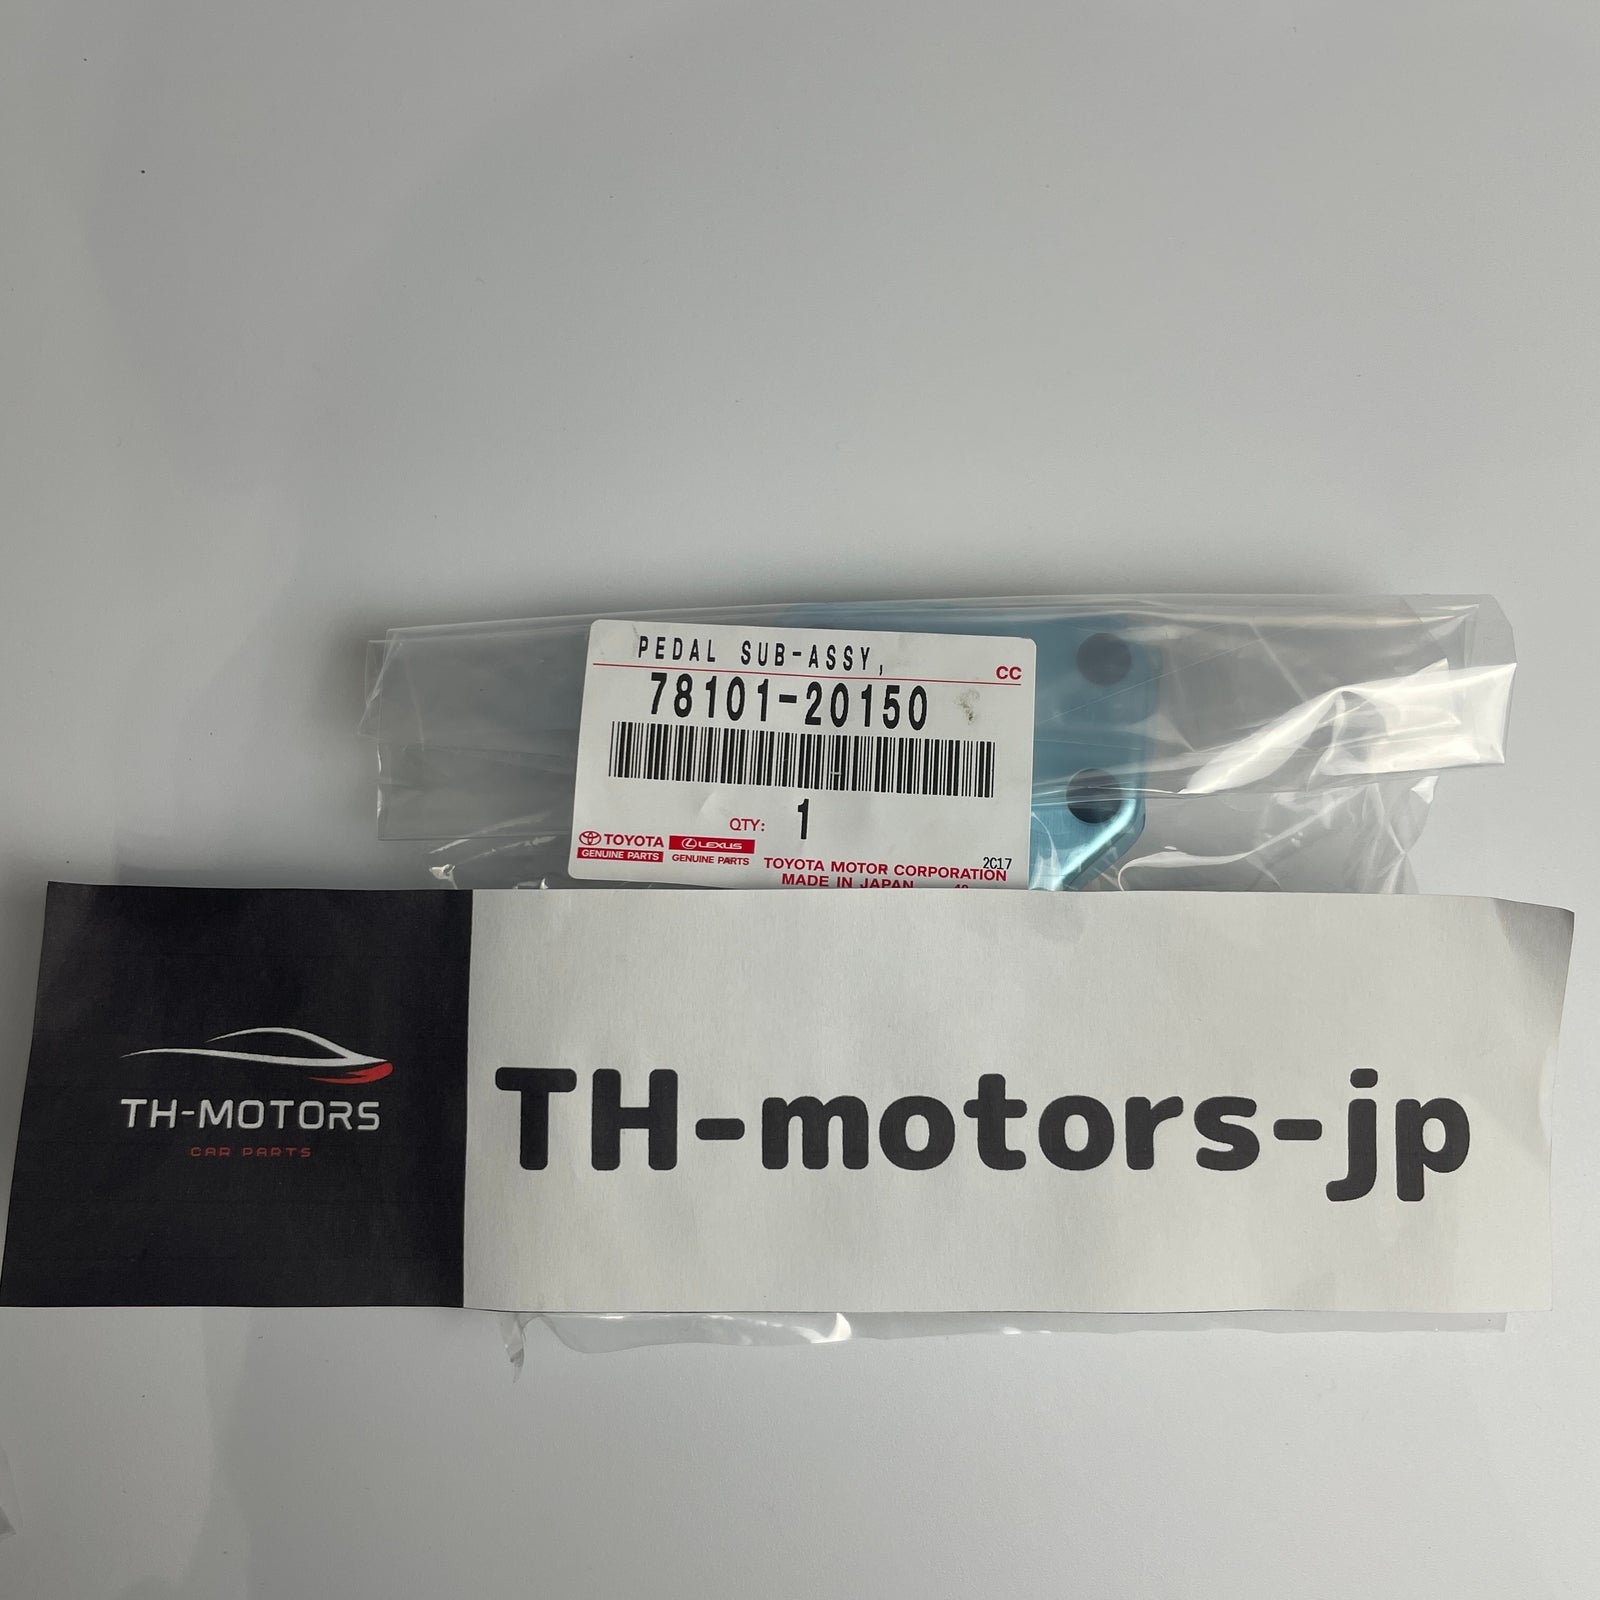 PEDAL SUB-ASSY,
CC
78101-20150
QTY: 1
TOYOTA
GENUINE PARTS
LEXUS
GENUINE PARTS
2C17
TOYOTA MOTOR CORPORATION
MADE IN JAPAN
TH-MOTORS
CAR PARTS
TH-motors-jp